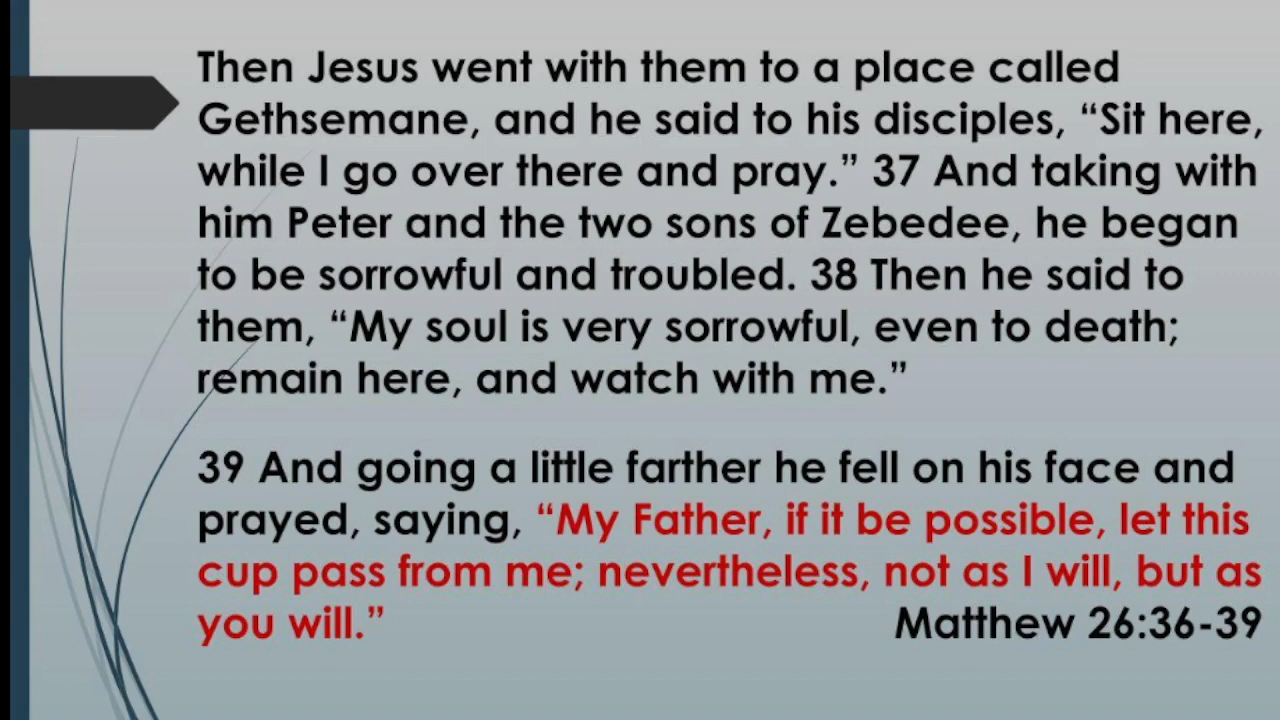 Then Jesus went with them to a place called
Gethsemane, and he said to his disciples, “Sit here,
while I go over there and pray.” 37 And taking with
him Peter and the two sons of Zebedee, he began
to be sorrowful and troubled. 38 Then he said to
them, “My soul is very sorrowful, even to death;
remain here, and watch with me.”
39 And going a little farther he fell on his face and
prayed, saying, “My Father, if it be possible, let this
cup pass from me; nevertheless, not as I will, but as
you will.” Matthew 26:36-39